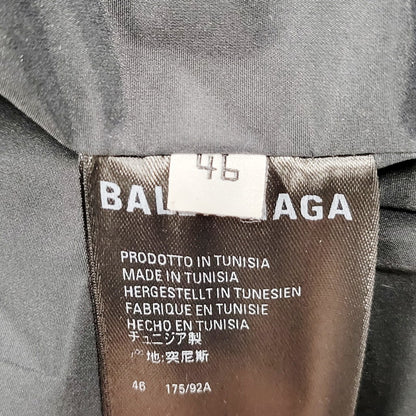 46
BAL AGA
PRODOTTO IN TUNISIA
MADE IN TUNISIA
HERGESTELLT IN TUNESIEN
FABRIQUE EN TUNISIE
HECHO EN TUNISIA
チュニジア製
地:突尼斯
46 175/92A